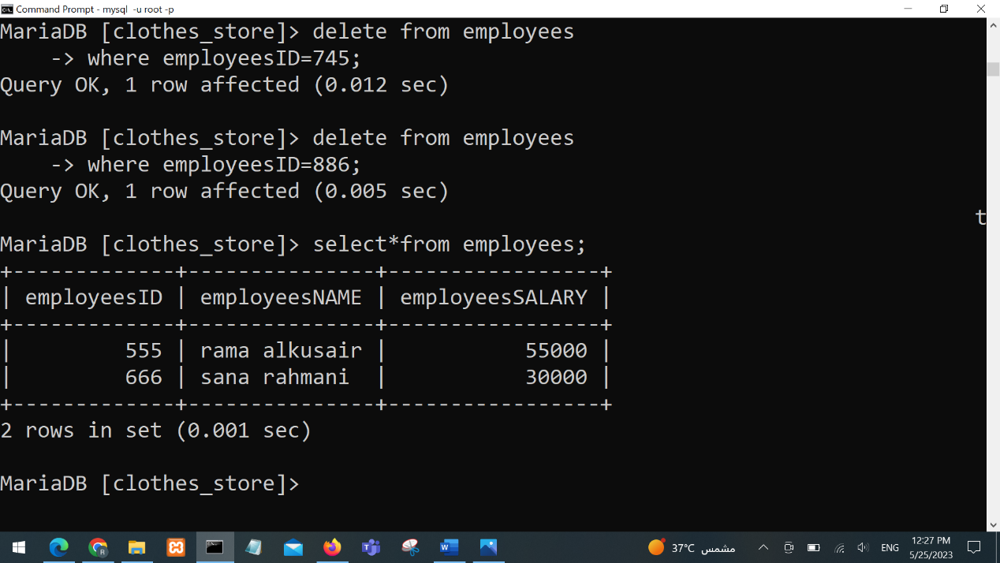 Command Prompt - mysql -u root -p
MariaDB [clothes_store]> delete from employees
    -> where employeesID=745;
Query OK, 1 row affected (0.012 sec)

MariaDB [clothes_store]> delete from employees
    -> where employeesID=886;
Query OK, 1 row affected (0.005 sec)
t
MariaDB [clothes_store]> select*from employees;
+-------------+---------------+-----------------+
| employeesID | employeesNAME | employeesSALARY |
+-------------+---------------+-----------------+
|         555 | rama alkusair |           55000 |
|         666 | sana rahmani  |           30000 |
+-------------+---------------+-----------------+
2 rows in set (0.001 sec)

MariaDB [clothes_store]>
37°C مشمس
ENG
12:27 PM
5/25/2023